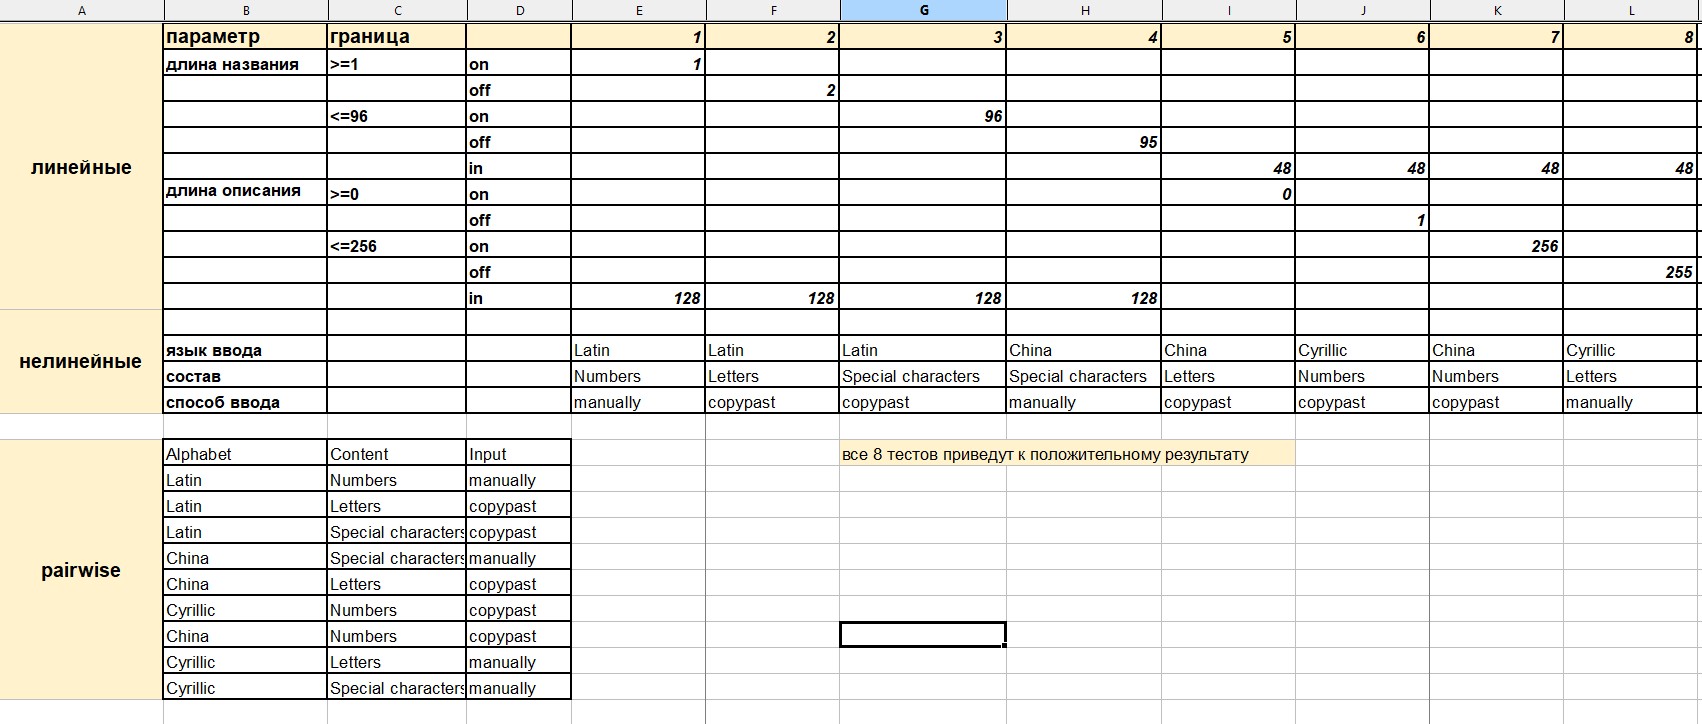 A B C D E F G H I J K L
параметр граница 1 2 3 4 5 6 7 8
длина названия >=1 on 1
off 2
<=96 on 96
off 95
линейные in 48 48 48 48
длина описания >=0 on 0
off 1
<=256 on 256
off 255
in 128 128 128 128
нелинейные
язык ввода Latin Latin Latin China China Cyrillic China Cyrillic
состав Numbers Letters Special characters Special characters Letters Numbers Numbers Letters
способ ввода manually copypast copypast manually copypast copypast copypast manually
Alphabet Content Input все 8 тестов приведут к положительному результату
Latin Numbers manually
Latin Letters copypast
Latin Special characters copypast
China Special characters manually
pairwise China Letters copypast
Cyrillic Numbers copypast
China Numbers copypast
Cyrillic Letters manually
Cyrillic Special characters manually